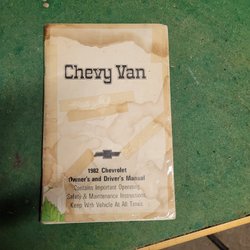 Chevy Van
1982 Chevrolet
Owner's and Driver's Manual
Contains Important Operating,
Safety & Maintenance Instructions
Keep With Vehicle At All Times